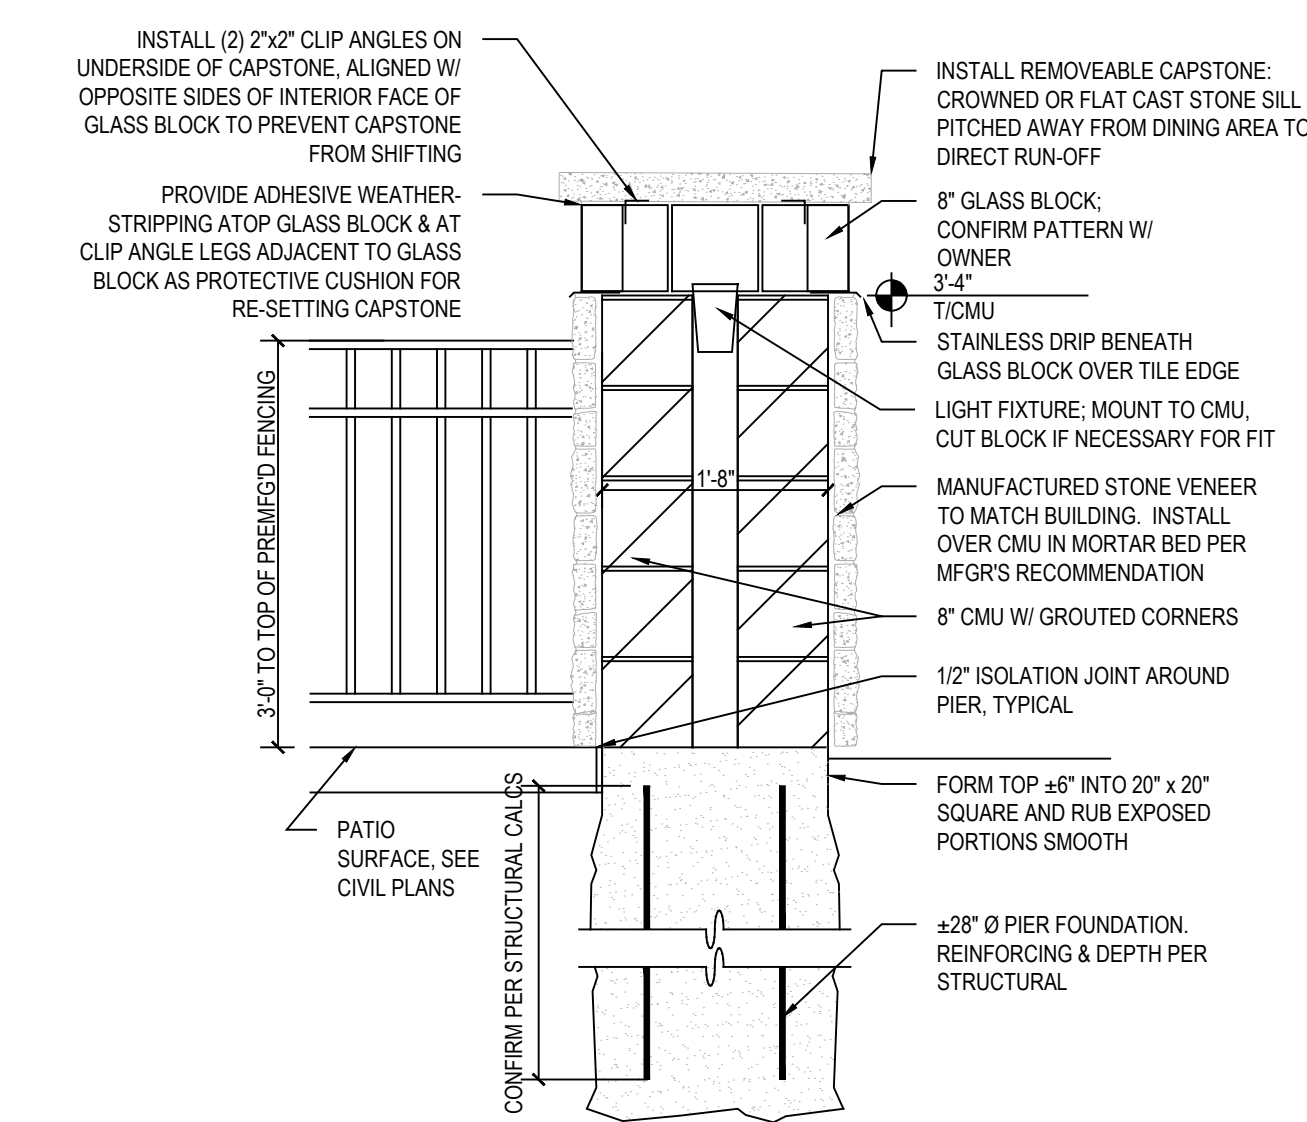 INSTALL (2) 2"x2" CLIP ANGLES ON
UNDERSIDE OF CAPSTONE, ALIGNED W/
OPPOSITE SIDES OF INTERIOR FACE OF
GLASS BLOCK TO PREVENT CAPSTONE
FROM SHIFTING
PROVIDE ADHESIVE WEATHER-
STRIPPING ATOP GLASS BLOCK & AT
CLIP ANGLE LEGS ADJACENT TO GLASS
BLOCK AS PROTECTIVE CUSHION FOR
RE-SETTING CAPSTONE
3'-0" TO TOP OF PREMFG'D FENCING
PATIO
SURFACE, SEE
CIVIL PLANS
CONFIRM PER STRUCTURAL CALCS
1'-8"
INSTALL REMOVEABLE CAPSTONE:
CROWNED OR FLAT CAST STONE SILL
PITCHED AWAY FROM DINING AREA TO
DIRECT RUN-OFF
8" GLASS BLOCK;
CONFIRM PATTERN W/
OWNER
3'-4"
T/CMU
STAINLESS DRIP BENEATH
GLASS BLOCK OVER TILE EDGE
LIGHT FIXTURE; MOUNT TO CMU,
CUT BLOCK IF NECESSARY FOR FIT
MANUFACTURED STONE VENEER
TO MATCH BUILDING. INSTALL
OVER CMU IN MORTAR BED PER
MFGR'S RECOMMENDATION
8" CMU W/ GROUTED CORNERS
1/2" ISOLATION JOINT AROUND
PIER, TYPICAL
FORM TOP ±6" INTO 20" x 20"
SQUARE AND RUB EXPOSED
PORTIONS SMOOTH
±28" Ø PIER FOUNDATION.
REINFORCING & DEPTH PER
STRUCTURAL